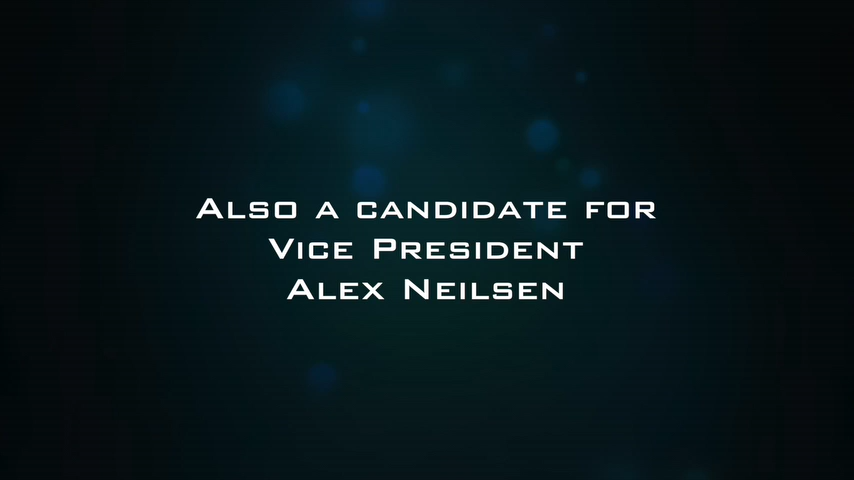 Also a candidate for
Vice President
Alex Neilsen